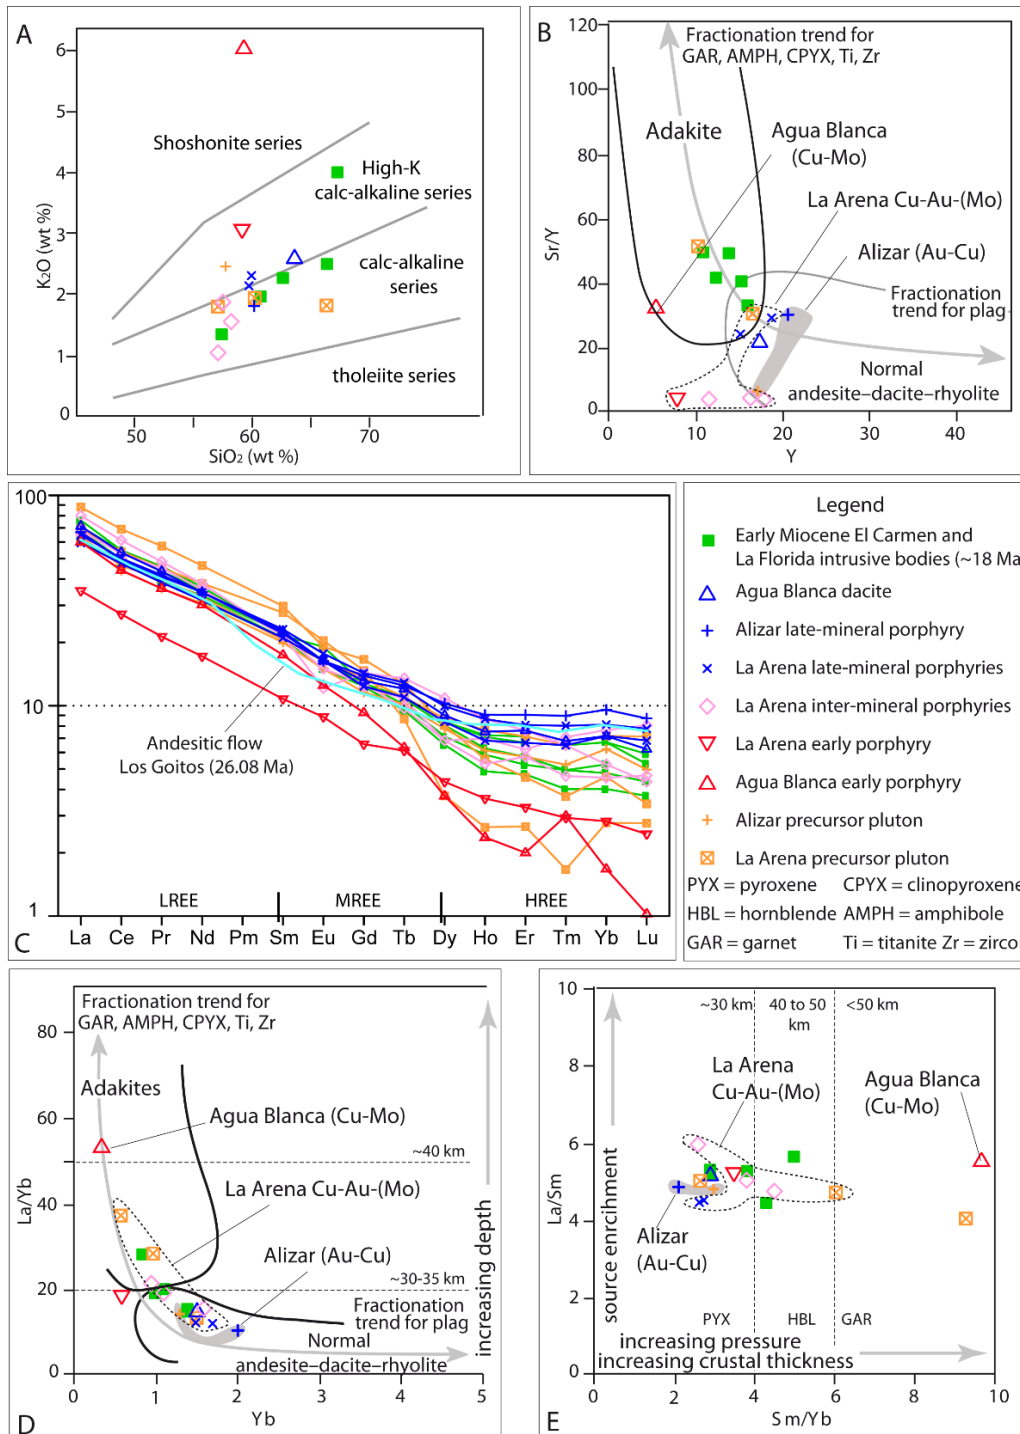 A
K₂O (wt %)
6
5
4
3
2
1
0
Shoshonite series
High-K
calc-alkaline series
calc-alkaline
series
tholeiite series
50
60
70
SiO₂ (wt %)
B
Sr/Y
120
100
80
60
40
20
0
Fractionation trend for
GAR, AMPH, CPYX, Ti, Zr
Adakite
Agua Blanca
(Cu-Mo)
La Arena Cu-Au-(Mo)
Alizar (Au-Cu)
Fractionation
trend for plag
Normal
andesite–dacite–rhyolite
0
10
20
30
40
Y
100
10
1
Andesitic flow
Los Goitos (26.08 Ma)
LREE
MREE
HREE
C
La Ce Pr Nd Pm Sm Eu Gd Tb Dy Ho Er Tm Yb Lu
Legend
Early Miocene El Carmen and
La Florida intrusive bodies (~18 Ma
Agua Blanca dacite
Alizar late-mineral porphyry
La Arena late-mineral porphyries
La Arena inter-mineral porphyries
La Arena early porphyry
Agua Blanca early porphyry
Alizar precursor pluton
La Arena precursor pluton
PYX = pyroxene CPYX = clinopyroxene
HBL = hornblende AMPH = amphibole
GAR = garnet Ti = titanite Zr = zirco
D
La/Yb
80
60
40
20
0
Fractionation trend for
GAR, AMPH, CPYX, Ti, Zr
Adakites
Agua Blanca (Cu-Mo)
~40 km
La Arena Cu-Au-(Mo)
Alizar (Au-Cu)
~30-35 km
Fractionation
trend for plag
Normal
andesite–dacite–rhyolite
increasing depth
0
1
2
3
4
5
Yb
E
La/Sm
10
8
6
4
2
0
~30 km
40 to 50
km
<50 km
La Arena
Cu-Au-(Mo)
Agua Blanca
(Cu-Mo)
Alizar
(Au-Cu)
source enrcihment
PYX
HBL
GAR
increasing pressure
increasing crustal thickness
0
2
4
6
8
10
Sm/Yb